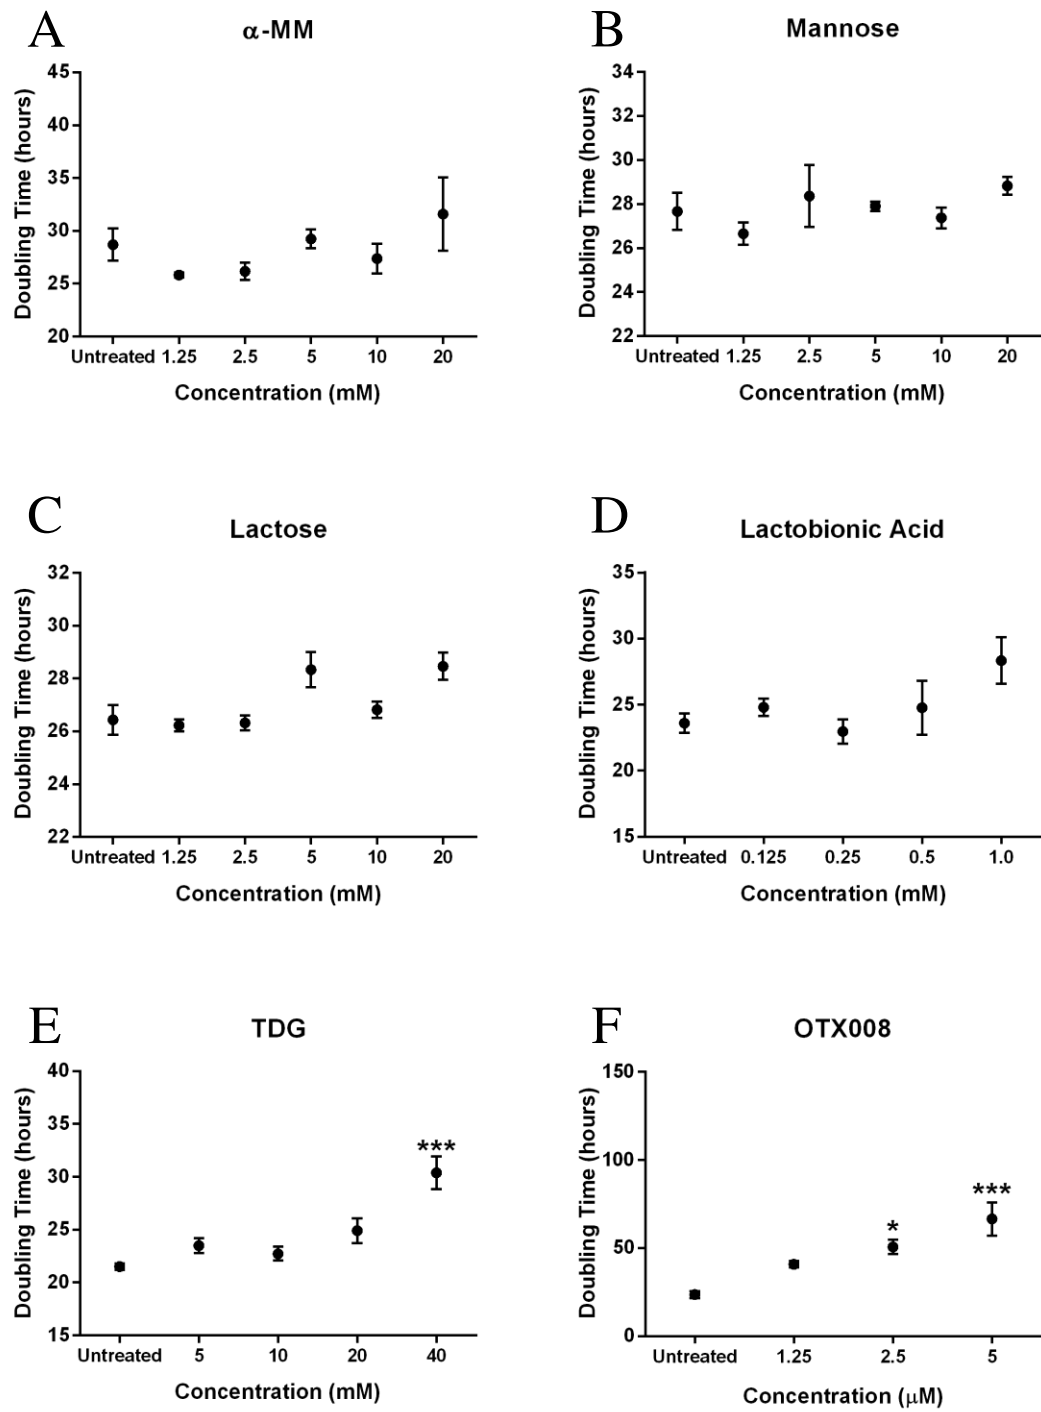 A
α-MM
Doubling Time (hours)
45
40
35
30
25
20
Untreated 1.25 2.5 5 10 20
Concentration (mM)
B
Mannose
Doubling Time (hours)
34
32
30
28
26
24
22
Untreated 1.25 2.5 5 10 20
Concentration (mM)
C
Lactose
Doubling Time (hours)
32
30
28
26
24
22
Untreated 1.25 2.5 5 10 20
Concentration (mM)
D
Lactobionic Acid
Doubling Time (hours)
35
30
25
20
15
Untreated 0.125 0.25 0.5 1.0
Concentration (mM)
E
TDG
Doubling Time (hours)
40
35
30
25
20
15
***
Untreated 5 10 20 40
Concentration (mM)
F
OTX008
Doubling Time (hours)
150
100
50
0
*
***
Untreated 1.25 2.5 5
Concentration (μM)